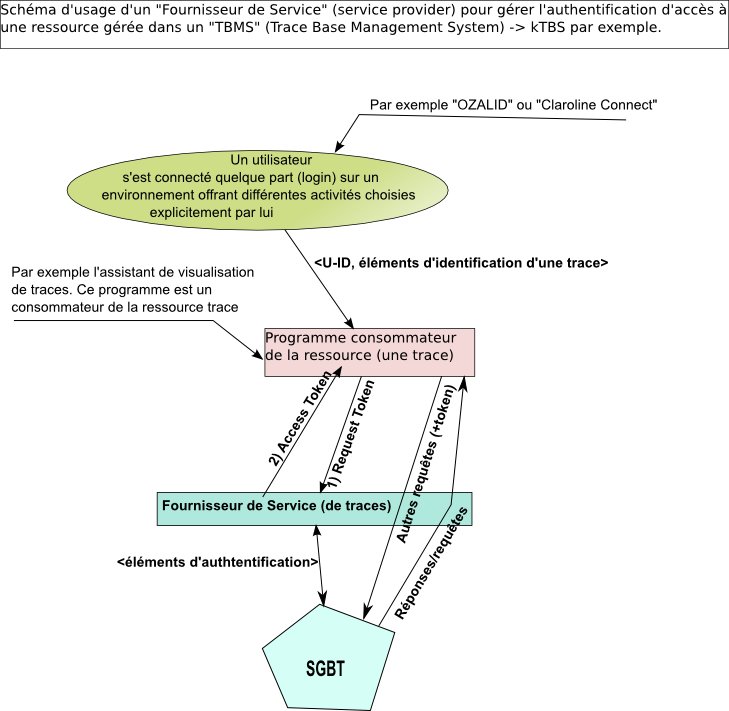 Schéma d'usage d'un "Fournisseur de Service" (service provider) pour gérer l'authentification d'accès à
une ressource gérée dans un "TBMS" (Trace Base Management System) -> kTBS par exemple.
Par exemple "OZALID" ou "Claroline Connect"
Un utilisateur
s'est connecté quelque part (login) sur un
environnement offrant différentes activités choisies
explicitement par lui
<U-ID, éléments d'identification d'une trace>
Par exemple l'assistant de visualisation
de traces. Ce programme est un
consommateur de la ressource trace
Programme consommateur
de la ressource (une trace)
2) Access Token
1) Request Token
Autres requêtes (+token)
Réponses/requêtes
Fournisseur de Service (de traces)
<éléments d'authtentification>
SGBT